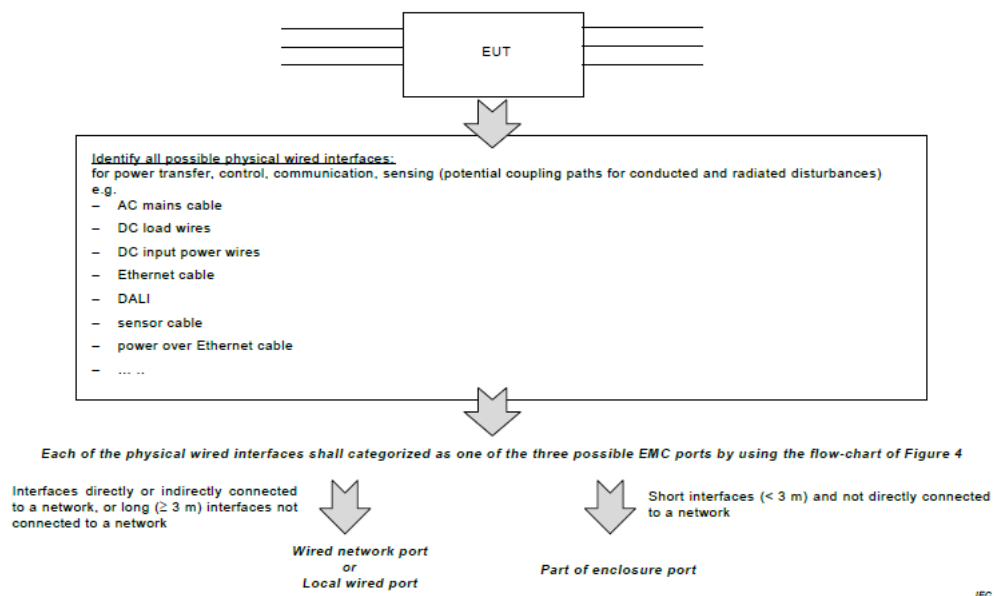 EUT
Identify all possible physical wired interfaces:
for power transfer, control, communication, sensing (potential coupling paths for conducted and radiated disturbances)
e.g.
– AC mains cable
– DC load wires
– DC input power wires
– Ethernet cable
– DALI
– sensor cable
– power over Ethernet cable
– ... ..
Each of the physical wired interfaces shall categorized as one of the three possible EMC ports by using the flow-chart of Figure 4
Interfaces directly or indirectly connected
to a network, or long (≥ 3 m) interfaces not
connected to a network
Short interfaces (< 3 m) and not directly connected
to a network
Wired network port
or
Local wired port
Part of enclosure port
IEC